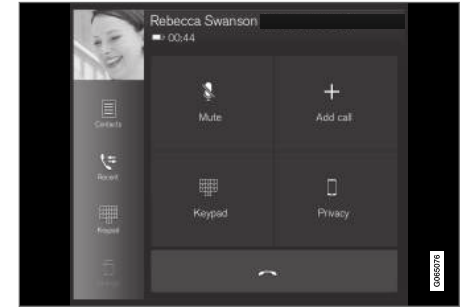 Rebecca Swanson
00:44
Mute
Add call
Contacts
Recent
Keypad
Keypad
Privacy
G065076